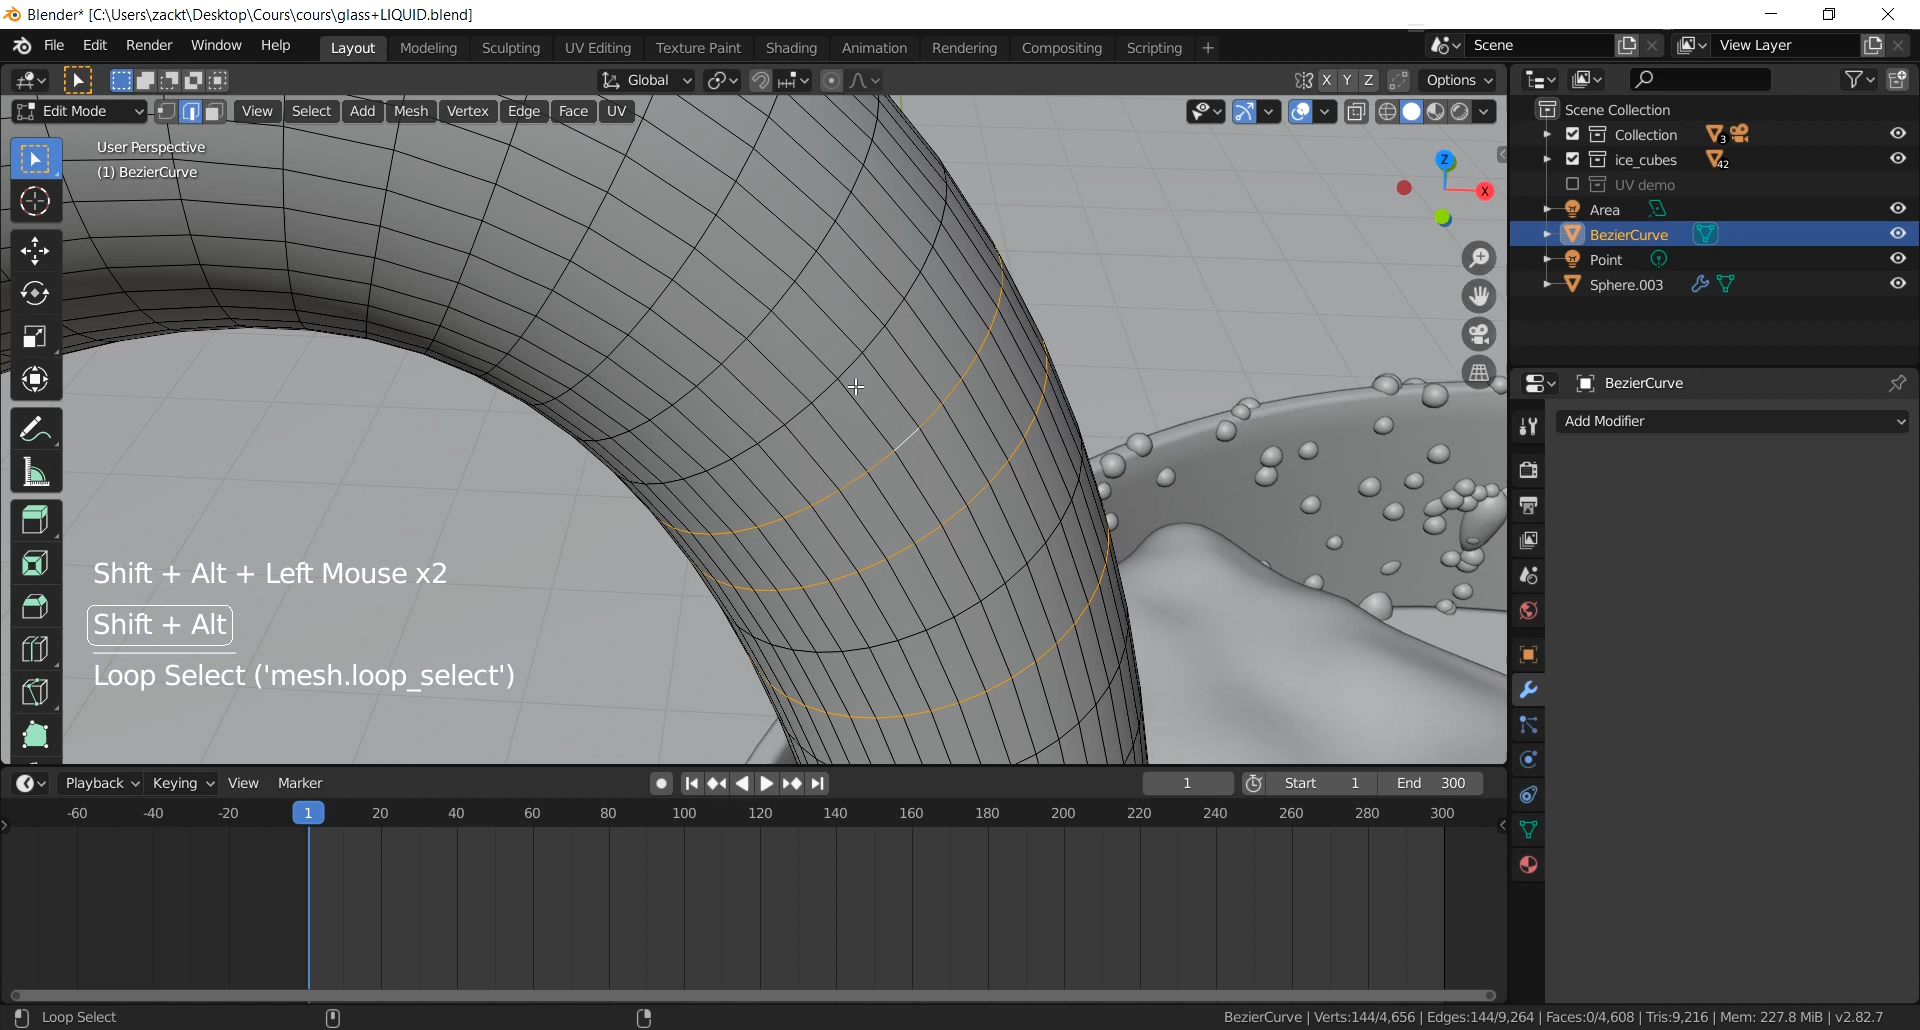 Blender* [C:\Users\zackt\Desktop\Cours\cours\glass+LIQUID.blend]
File Edit Render Window Help Layout Modeling Sculpting UV Editing Texture Paint Shading Animation Rendering Compositing Scripting + Scene View Layer
Global X Y Z Options
Edit Mode View Select Add Mesh Vertex Edge Face UV
User Perspective
(1) BezierCurve
Z
X
Scene Collection
Collection 3
ice_cubes 42
UV demo
Area
BezierCurve
Point
Sphere.003
BezierCurve
Add Modifier
Shift + Alt + Left Mouse x2
Shift + Alt
Loop Select ('mesh.loop_select')
Playback Keying View Marker 1 Start 1 End 300
-60 -40 -20 1 20 40 60 80 100 120 140 160 180 200 220 240 260 280 300
Loop Select
BezierCurve | Verts:144/4,656 | Edges:144/9,264 | Faces:0/4,608 | Tris:9,216 | Mem: 227.8 MiB | v2.82.7